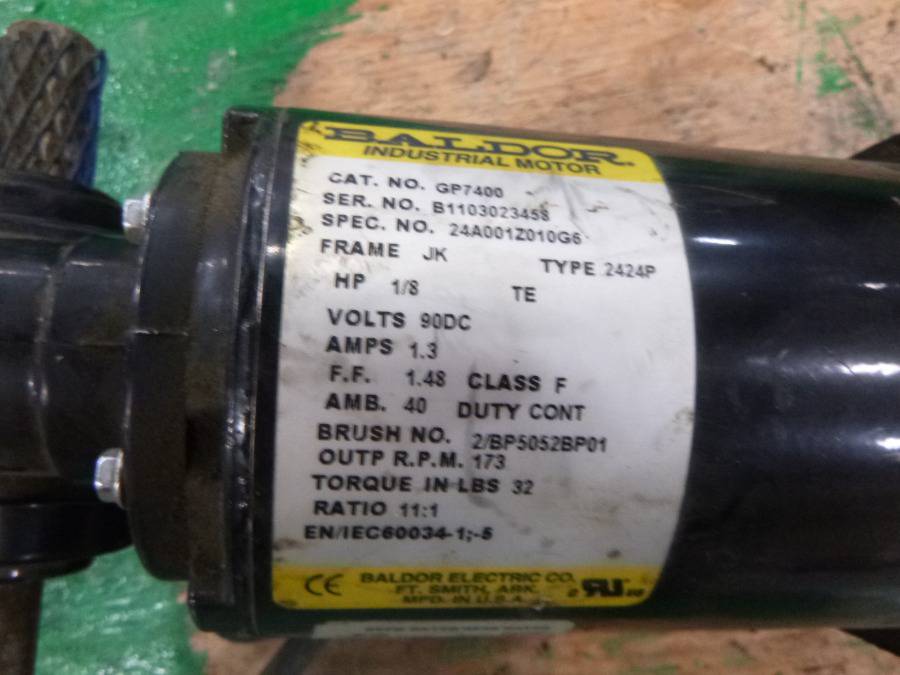 BALDOR
INDUSTRIAL MOTOR
CAT. NO. GP7400
SER. NO. B1103023458
SPEC. NO. 24A001Z010G6
FRAME JK TYPE 2424P
HP 1/8 TE
VOLTS 90DC
AMPS 1.3
F.F. 1.48 CLASS F
AMB. 40 DUTY CONT
BRUSH NO. 2/BP5052BP01
OUTP R.P.M. 173
TORQUE IN LBS 32
RATIO 11:1
EN/IEC60034-1;-5
CE BALDOR ELECTRIC CO.
FT. SMITH, ARK.
MFD. IN U.S.A.